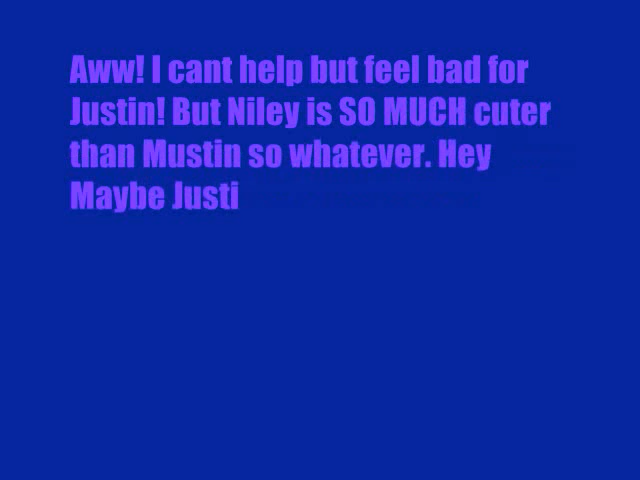 Aww! I cant help but feel bad for
Justin! But Niley is SO MUCH cuter
than Mustin so whatever. Hey
Maybe Justi